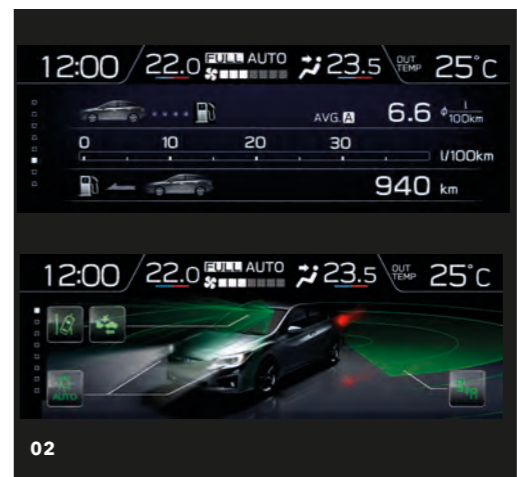 12:00 22.0 FULL AUTO 23.5 OUT TEMP 25°C
AVG. A 6.6 ϕ l/100km
0 10 20 30
l/100km
940 km
12:00 22.0 FULL AUTO 23.5 OUT TEMP 25°C
AUTO
02